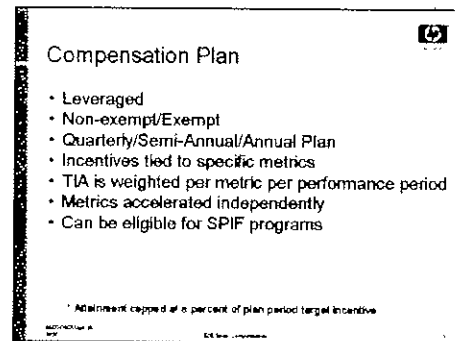 hp
Compensation Plan
• Leveraged
• Non-exempt/Exempt
• Quarterly/Semi-Annual/Annual Plan
• Incentives tied to specific metrics
• TIA is weighted per metric per performance period
• Metrics accelerated independently
• Can be eligible for SPIF programs
* Attainment capped at a percent of plan period target incentive